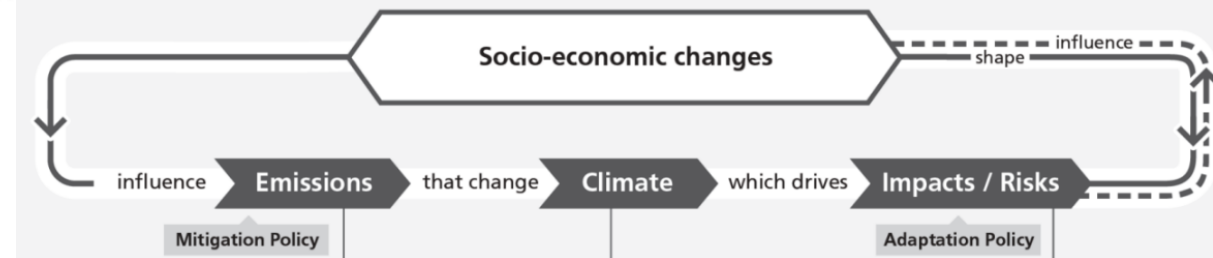 influence
Socio-economic changes
shape
influence
Emissions
that change
Climate
which drives
Impacts / Risks
Mitigation Policy
Adaptation Policy